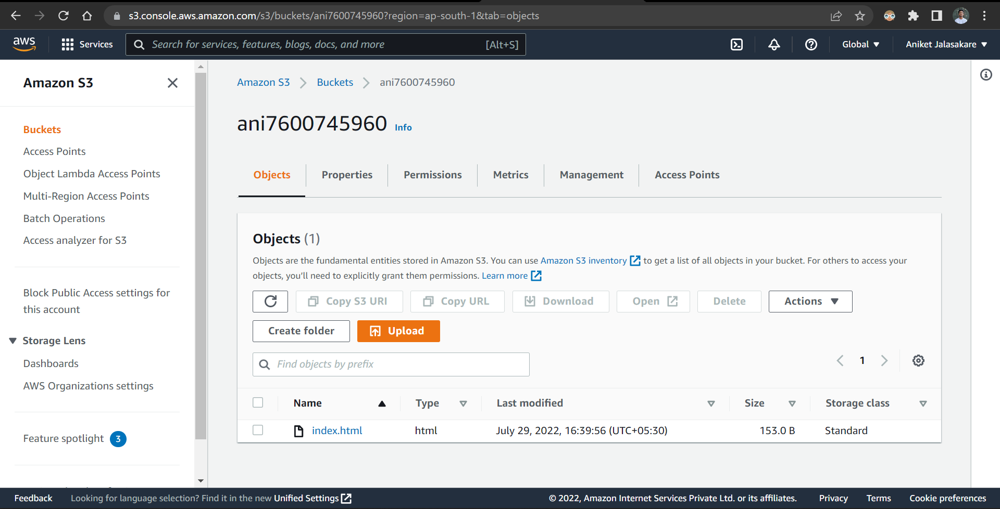 s3.console.aws.amazon.com/s3/buckets/ani7600745960?region=ap-south-1&tab=objects
aws
Services
Search for services, features, blogs, docs, and more [Alt+S]
Global
Aniket Jalasakare
Amazon S3
Buckets
Access Points
Object Lambda Access Points
Multi-Region Access Points
Batch Operations
Access analyzer for S3
Block Public Access settings for
this account
Storage Lens
Dashboards
AWS Organizations settings
Feature spotlight 3
Amazon S3 Buckets ani7600745960
ani7600745960 Info
Objects Properties Permissions Metrics Management Access Points
Objects (1)
Objects are the fundamental entities stored in Amazon S3. You can use Amazon S3 inventory to get a list of all objects in your bucket. For others to access your
objects, you'll need to explicitly grant them permissions. Learn more
Copy S3 URI Copy URL Download Open Delete Actions
Create folder Upload
Find objects by prefix
1
Name Type Last modified Size Storage class
index.html html July 29, 2022, 16:39:56 (UTC+05:30) 153.0 B Standard
Feedback Looking for language selection? Find it in the new Unified Settings © 2022, Amazon Internet Services Private Ltd. or its affiliates. Privacy Terms Cookie preferences